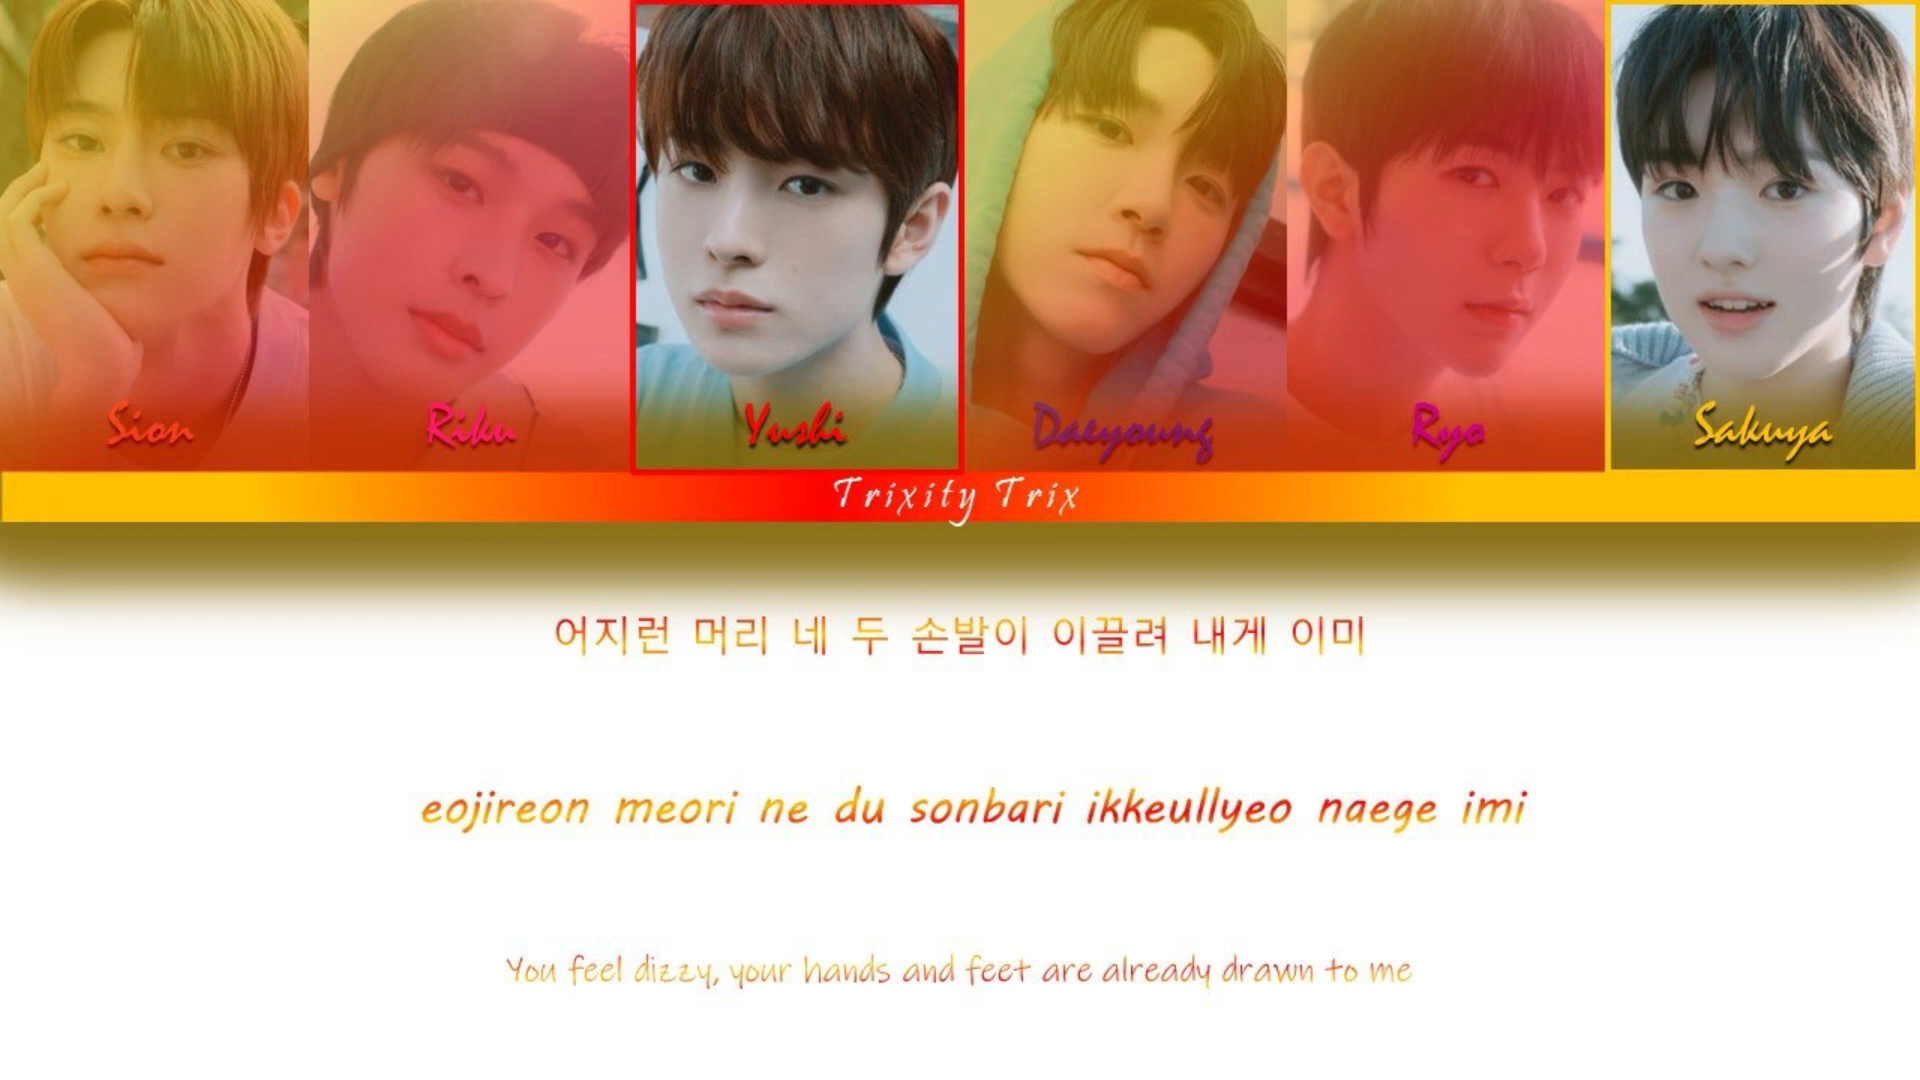 Sion Riku Yushi Daeyoung Ryo Sakuya
Trixity Trix
어지런 머리 네 두 손발이 이끌려 내게 이미
eojireon meori ne du sonbari ikkeullyeo naege imi
You feel dizzy, your hands and feet are already drawn to me